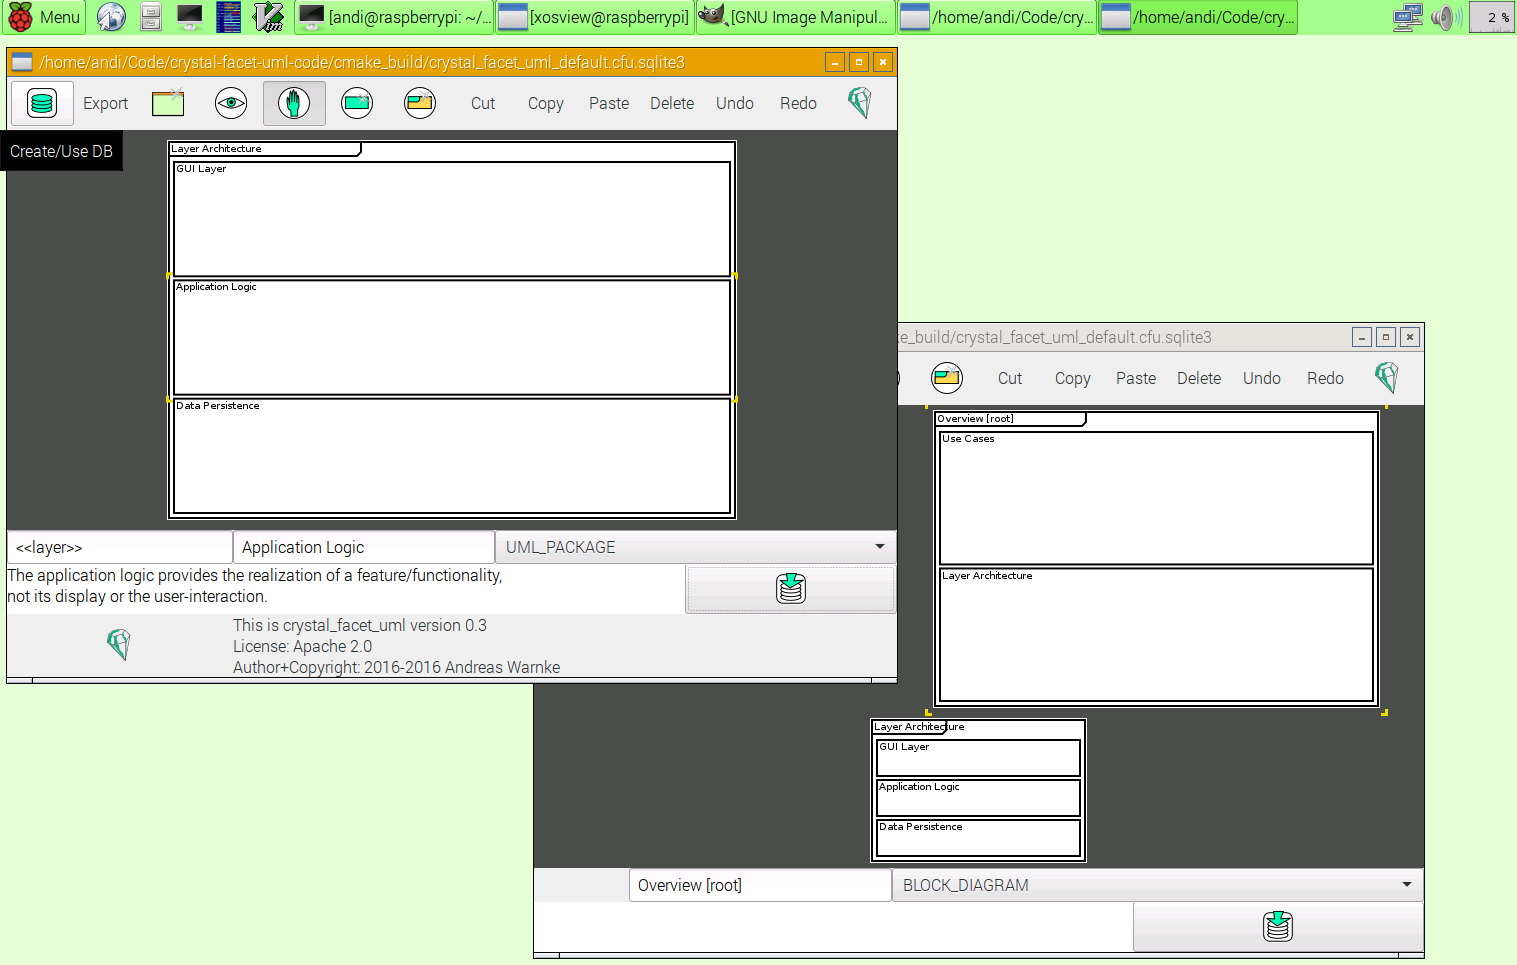 Menu
[andi@raspberrypi: ~/...
[xosview@raspberrypi]
[GNU Image Manipul...
/home/andi/Code/cry...
/home/andi/Code/cry...
2 %
/home/andi/Code/crystal-facet-uml-code/cmake_build/crystal_facet_uml_default.cfu.sqlite3
Export
Cut
Copy
Paste
Delete
Undo
Redo
Create/Use DB
Layer Architecture
GUI Layer
Application Logic
Data Persistence
<<layer>>
Application Logic
UML_PACKAGE
The application logic provides the realization of a feature/functionality,
not its display or the user-interaction.
This is crystal_facet_uml version 0.3
License: Apache 2.0
Author+Copyright: 2016-2016 Andreas Warnke
ke_build/crystal_facet_uml_default.cfu.sqlite3
Cut
Copy
Paste
Delete
Undo
Redo
Overview [root]
Use Cases
Layer Architecture
Layer Architecture
GUI Layer
Application Logic
Data Persistence
Overview [root]
BLOCK_DIAGRAM